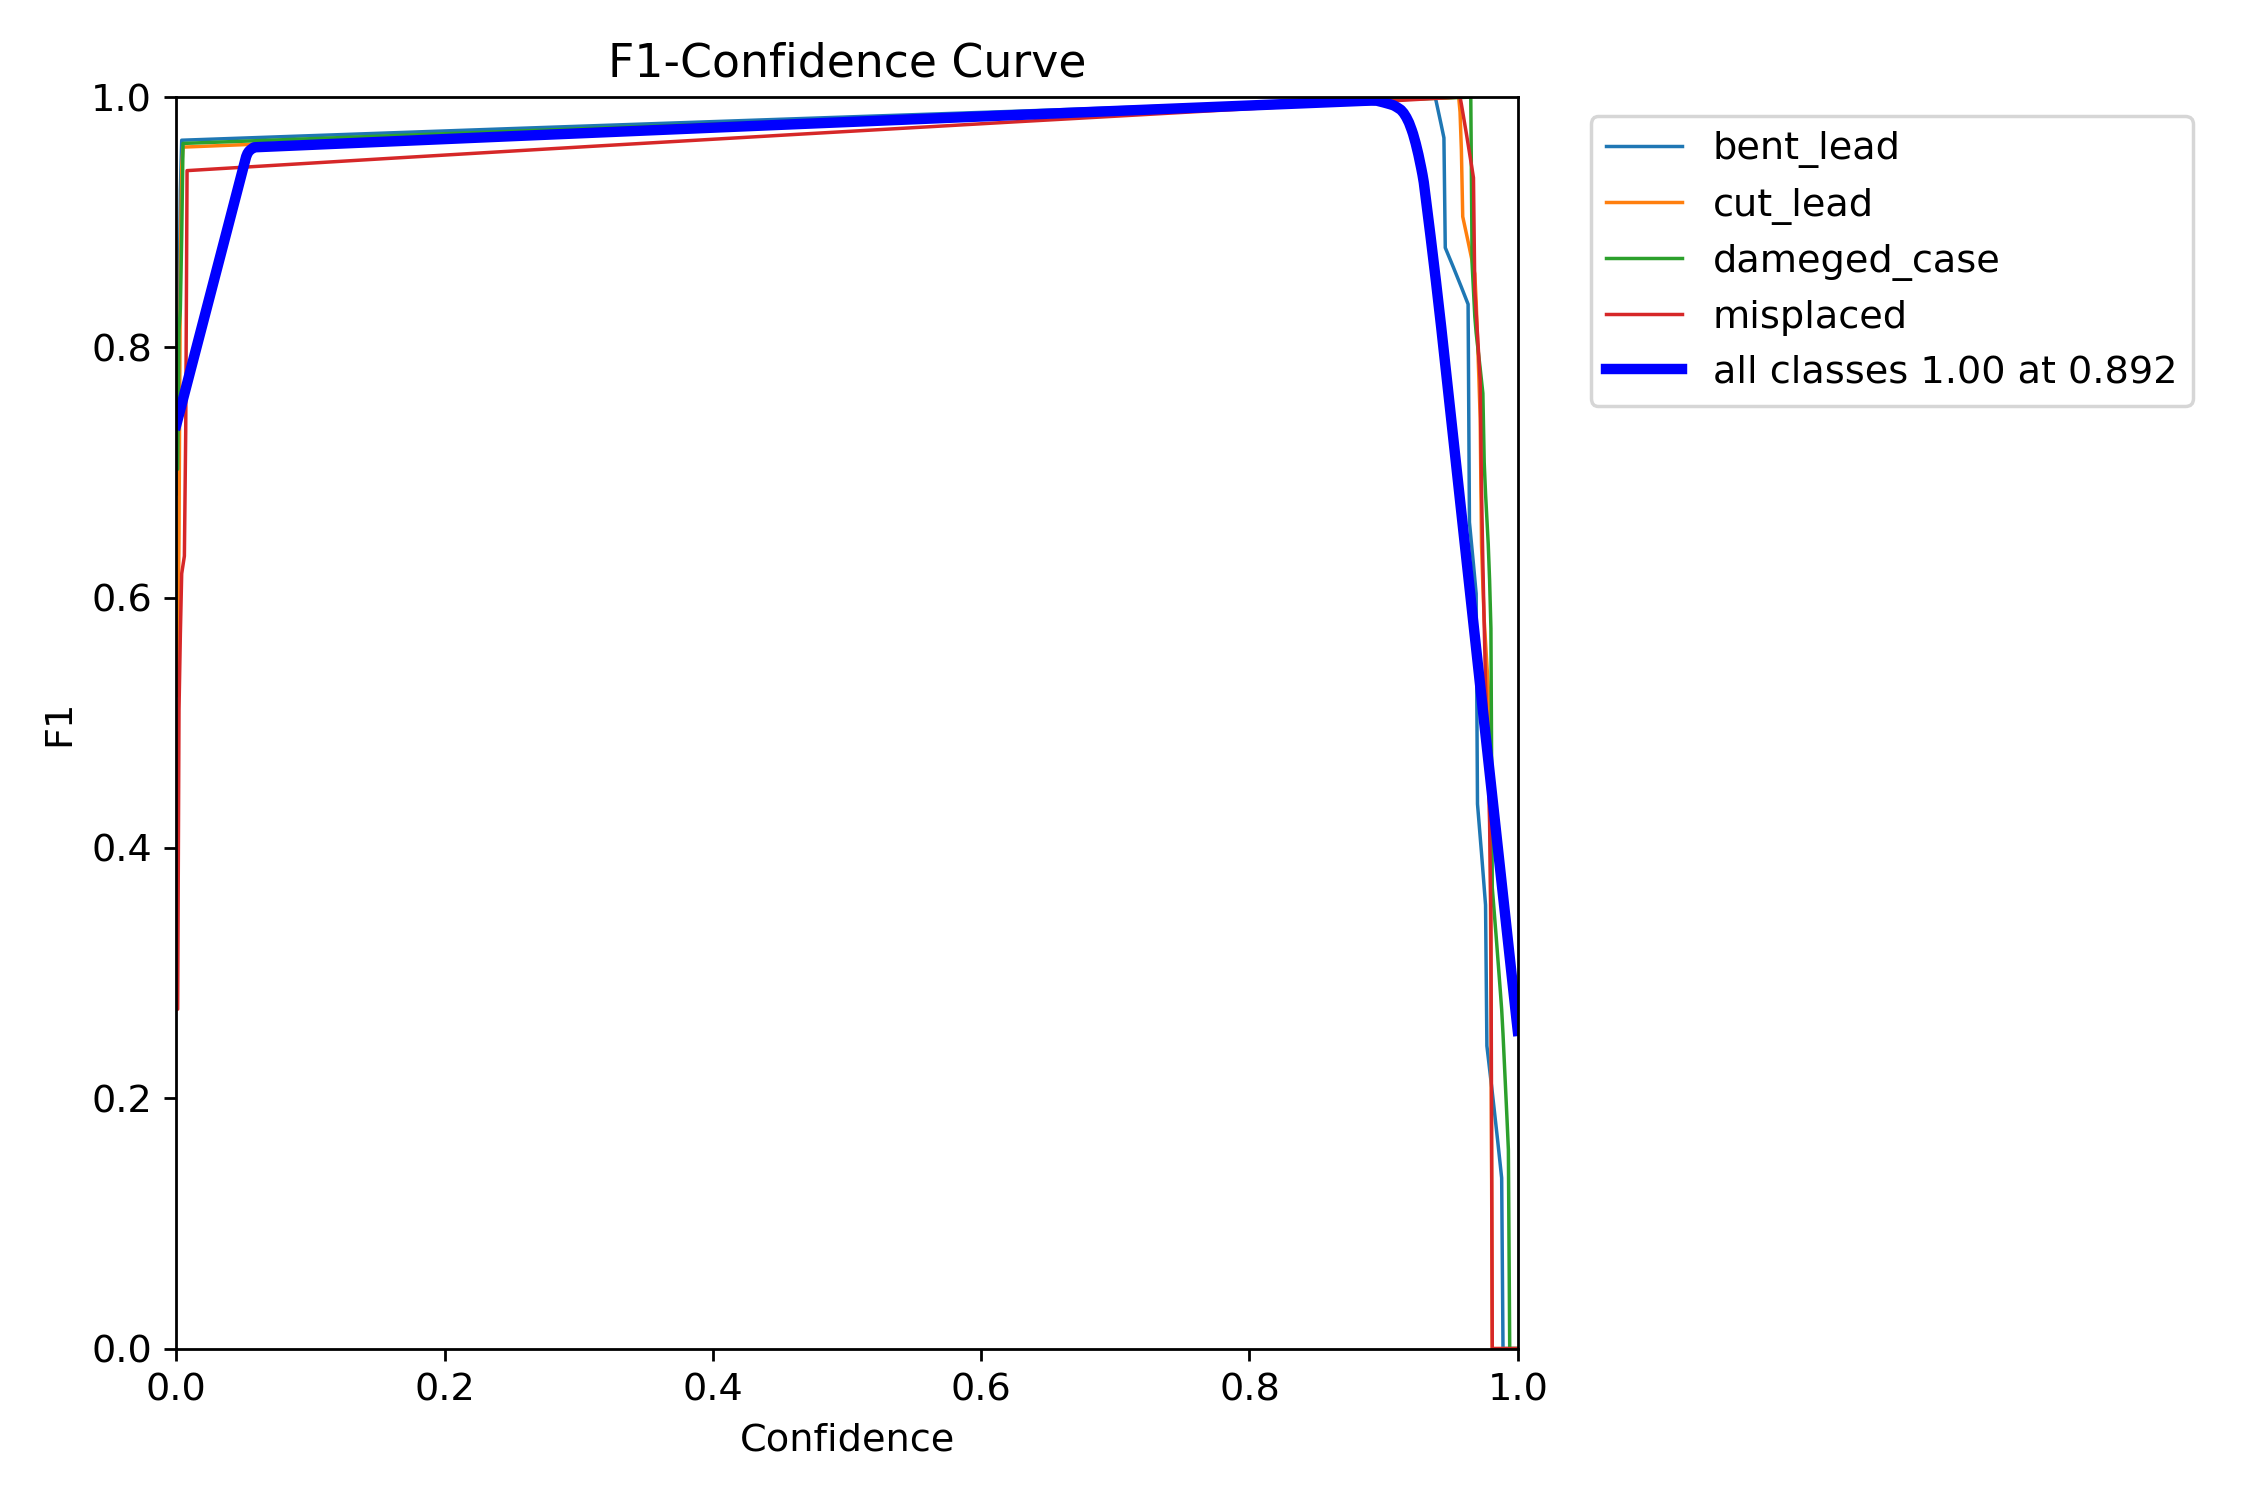 F1-Confidence Curve
1.0
0.8
0.6
0.4
0.2
0.0
F1
0.0 0.2 0.4 0.6 0.8 1.0
Confidence
bent_lead
cut_lead
dameged_case
misplaced
all classes 1.00 at 0.892